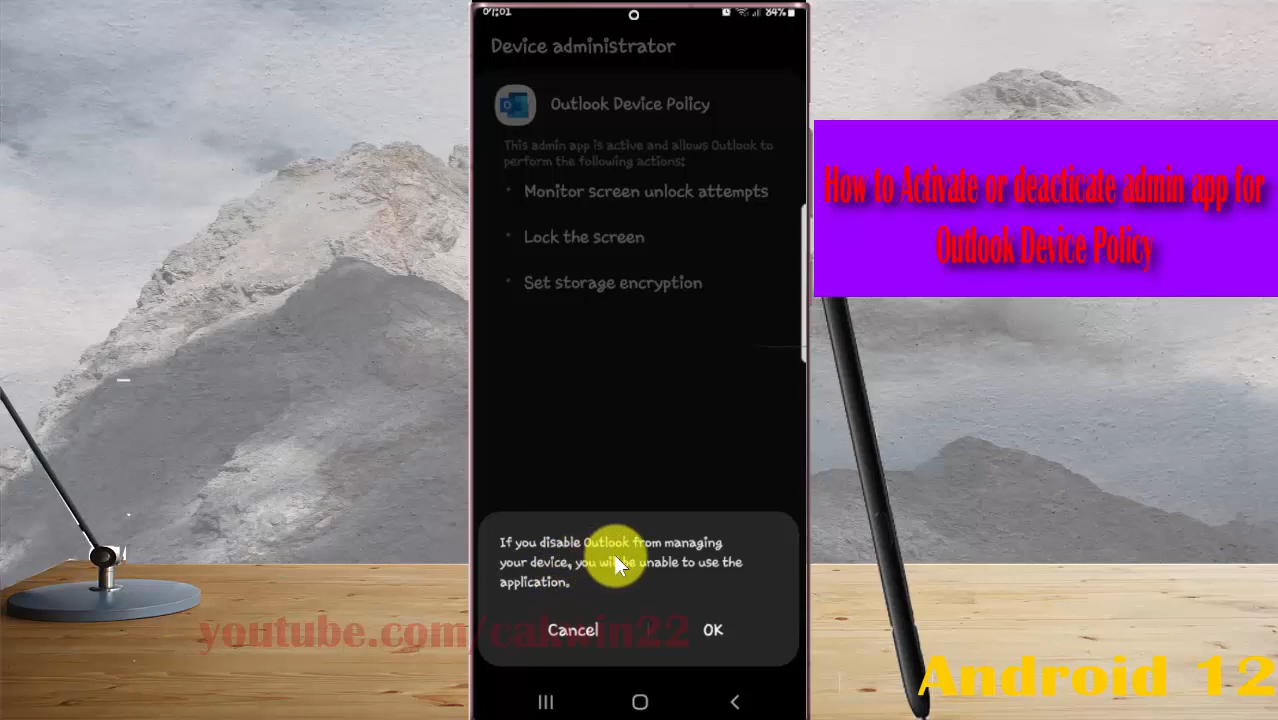 07:01
84%
Device administrator
Outlook Device Policy
This admin app is active and allows Outlook to
perform the following actions:
• Monitor screen unlock attempts
• Lock the screen
• Set storage encryption
If you disable Outlook from managing
your device, you will be unable to use the
application.
Cancel
OK
How to Activate or deacticate admin app for
Outlook Device Policy
youtube.com/cakwin22
Android 12